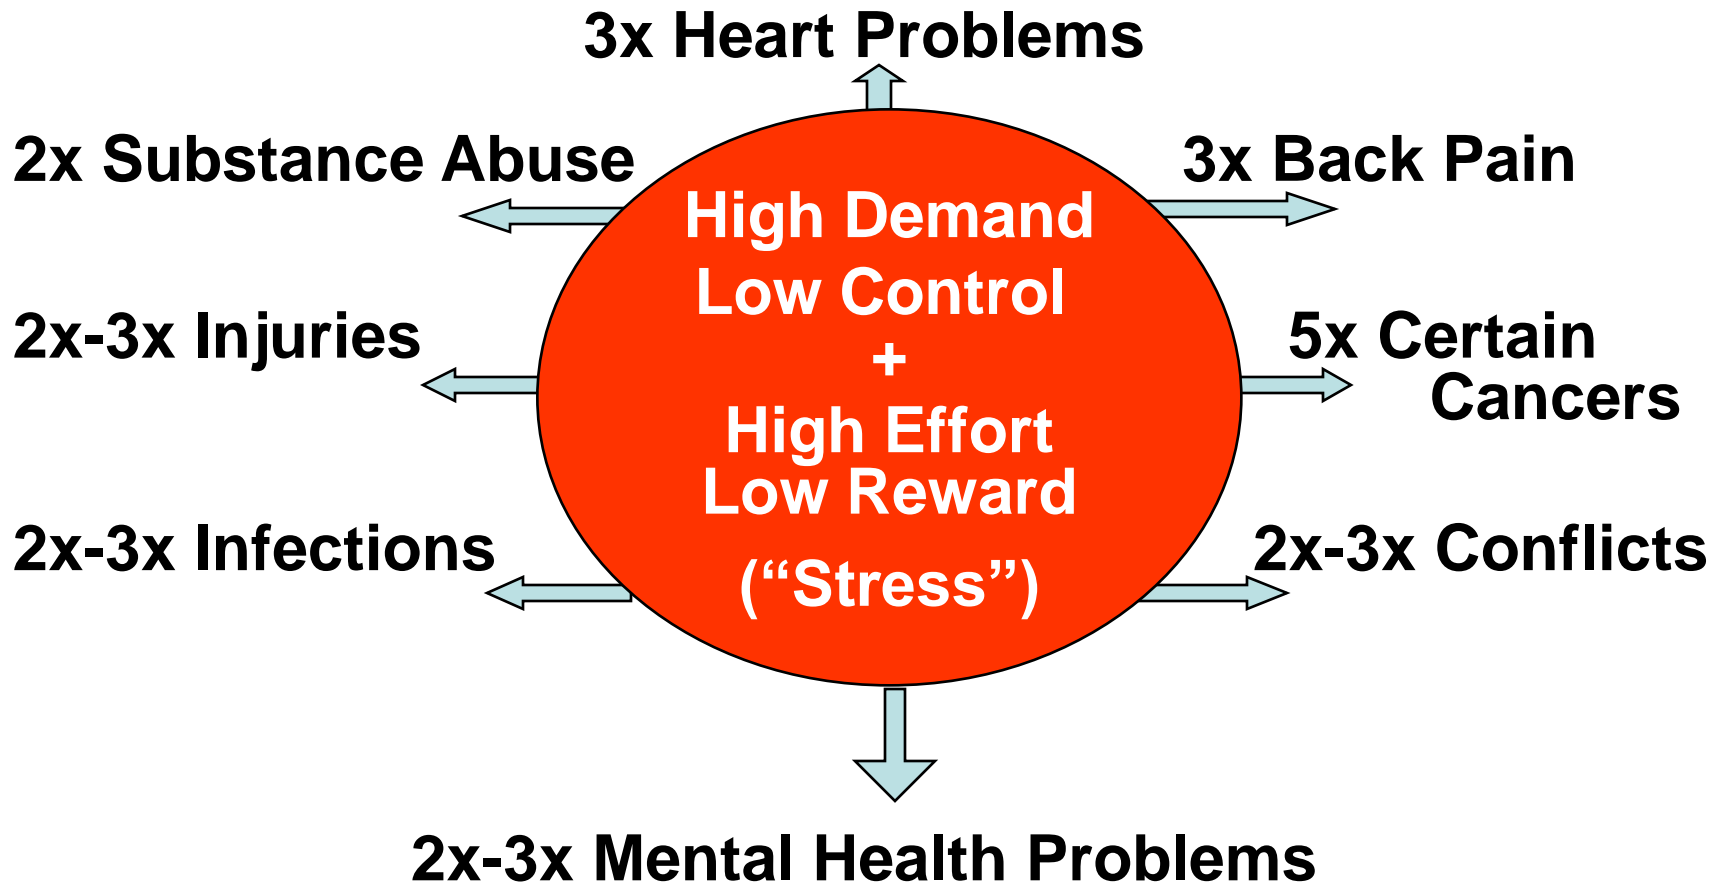 3x Heart Problems
2x Substance Abuse
3x Back Pain
High Demand
Low Control
2x-3x Injuries
5x Certain
Cancers
+
High Effort
Low Reward
2x-3x Infections
2x-3x Conflicts
(“Stress”)
2x-3x Mental Health Problems